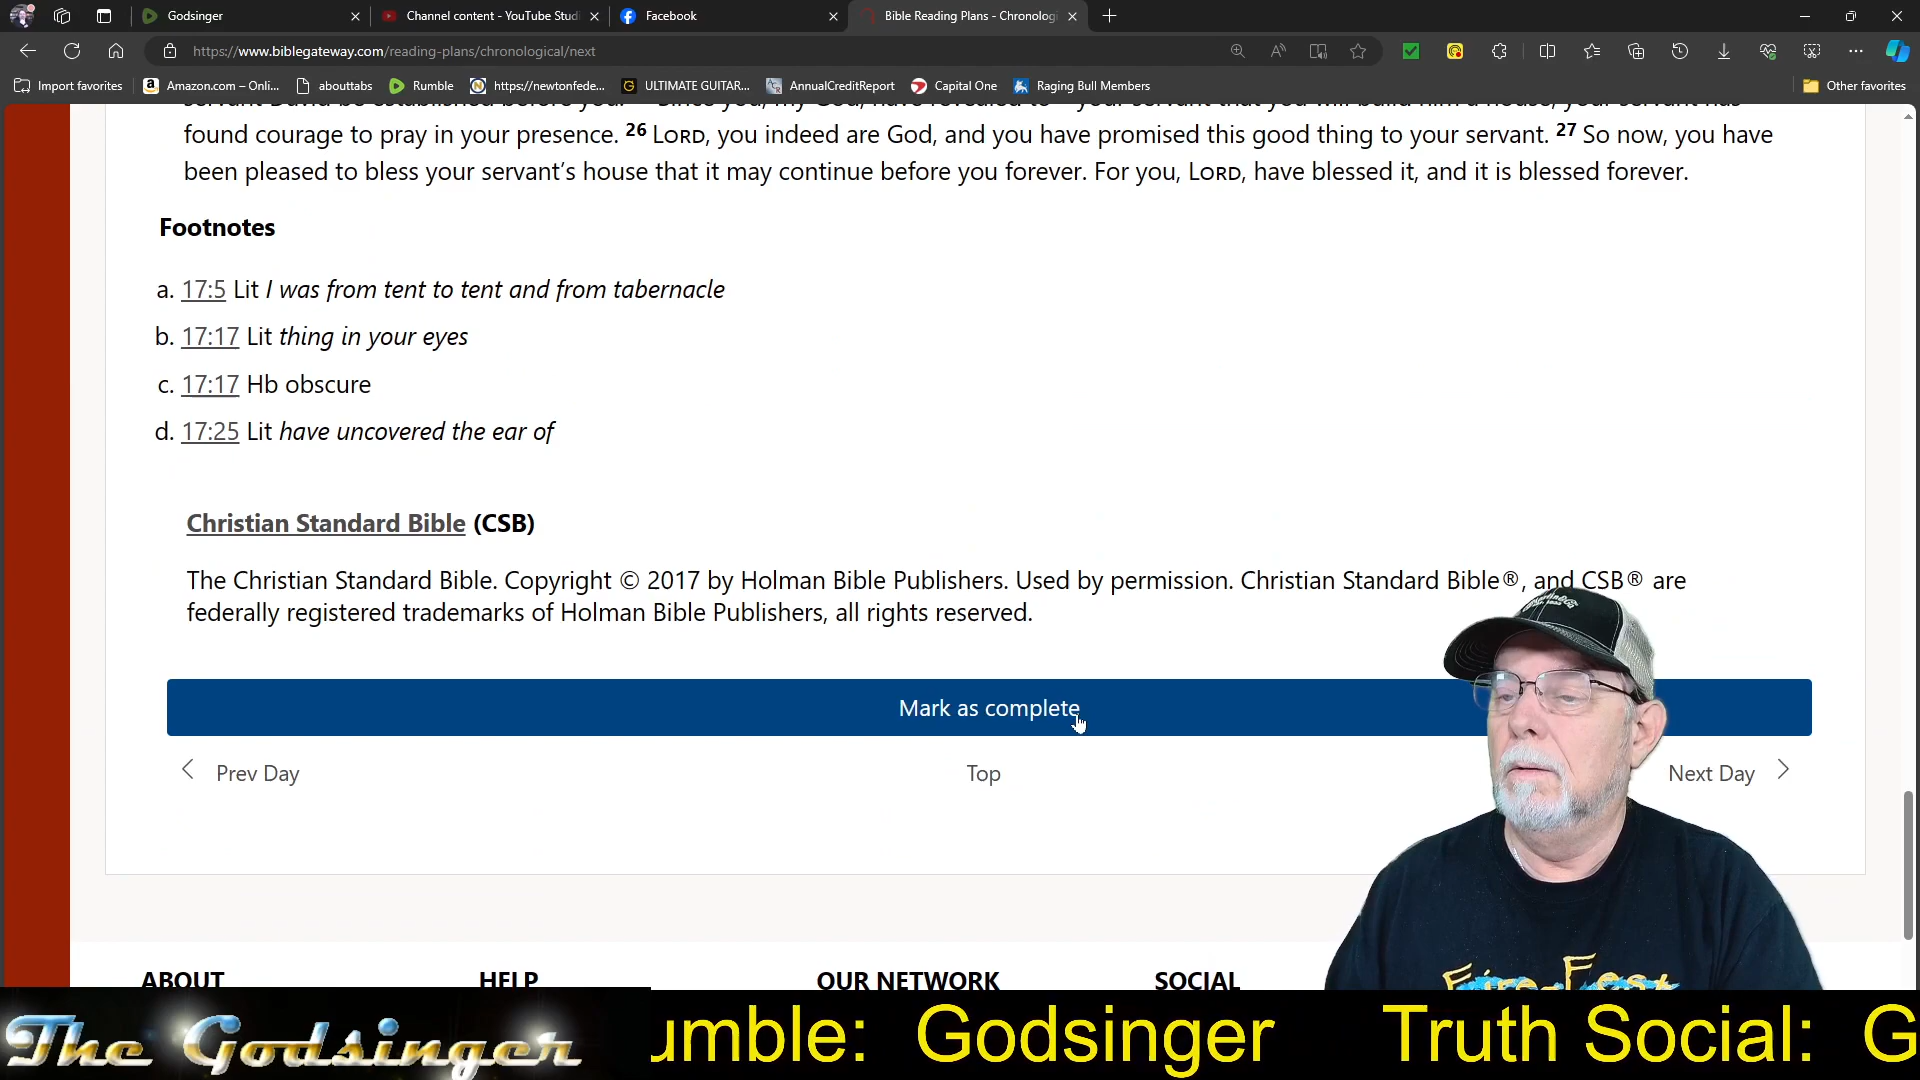 Godsinger
Channel content - YouTube Studi
Facebook
Bible Reading Plans - Chronologi
https://www.biblegateway.com/reading-plans/chronological/next
Import favorites
Amazon.com – Onli...
abouttabs
Rumble
https://newtonfede...
ULTIMATE GUITAR...
AnnualCreditReport
Capital One
Raging Bull Members
Other favorites
found courage to pray in your presence. 26 LORD, you indeed are God, and you have promised this good thing to your servant. 27 So now, you have
been pleased to bless your servant’s house that it may continue before you forever. For you, LORD, have blessed it, and it is blessed forever.
Footnotes
a. 17:5 Lit I was from tent to tent and from tabernacle
b. 17:17 Lit thing in your eyes
c. 17:17 Hb obscure
d. 17:25 Lit have uncovered the ear of
Christian Standard Bible (CSB)
The Christian Standard Bible. Copyright © 2017 by Holman Bible Publishers. Used by permission. Christian Standard Bible®, and CSB® are
federally registered trademarks of Holman Bible Publishers, all rights reserved.
Mark as complete
Prev Day
Top
Next Day
ABOUT
HELP
OUR NETWORK
SOCIAL
The Godsinger
umble: Godsinger Truth Social: G